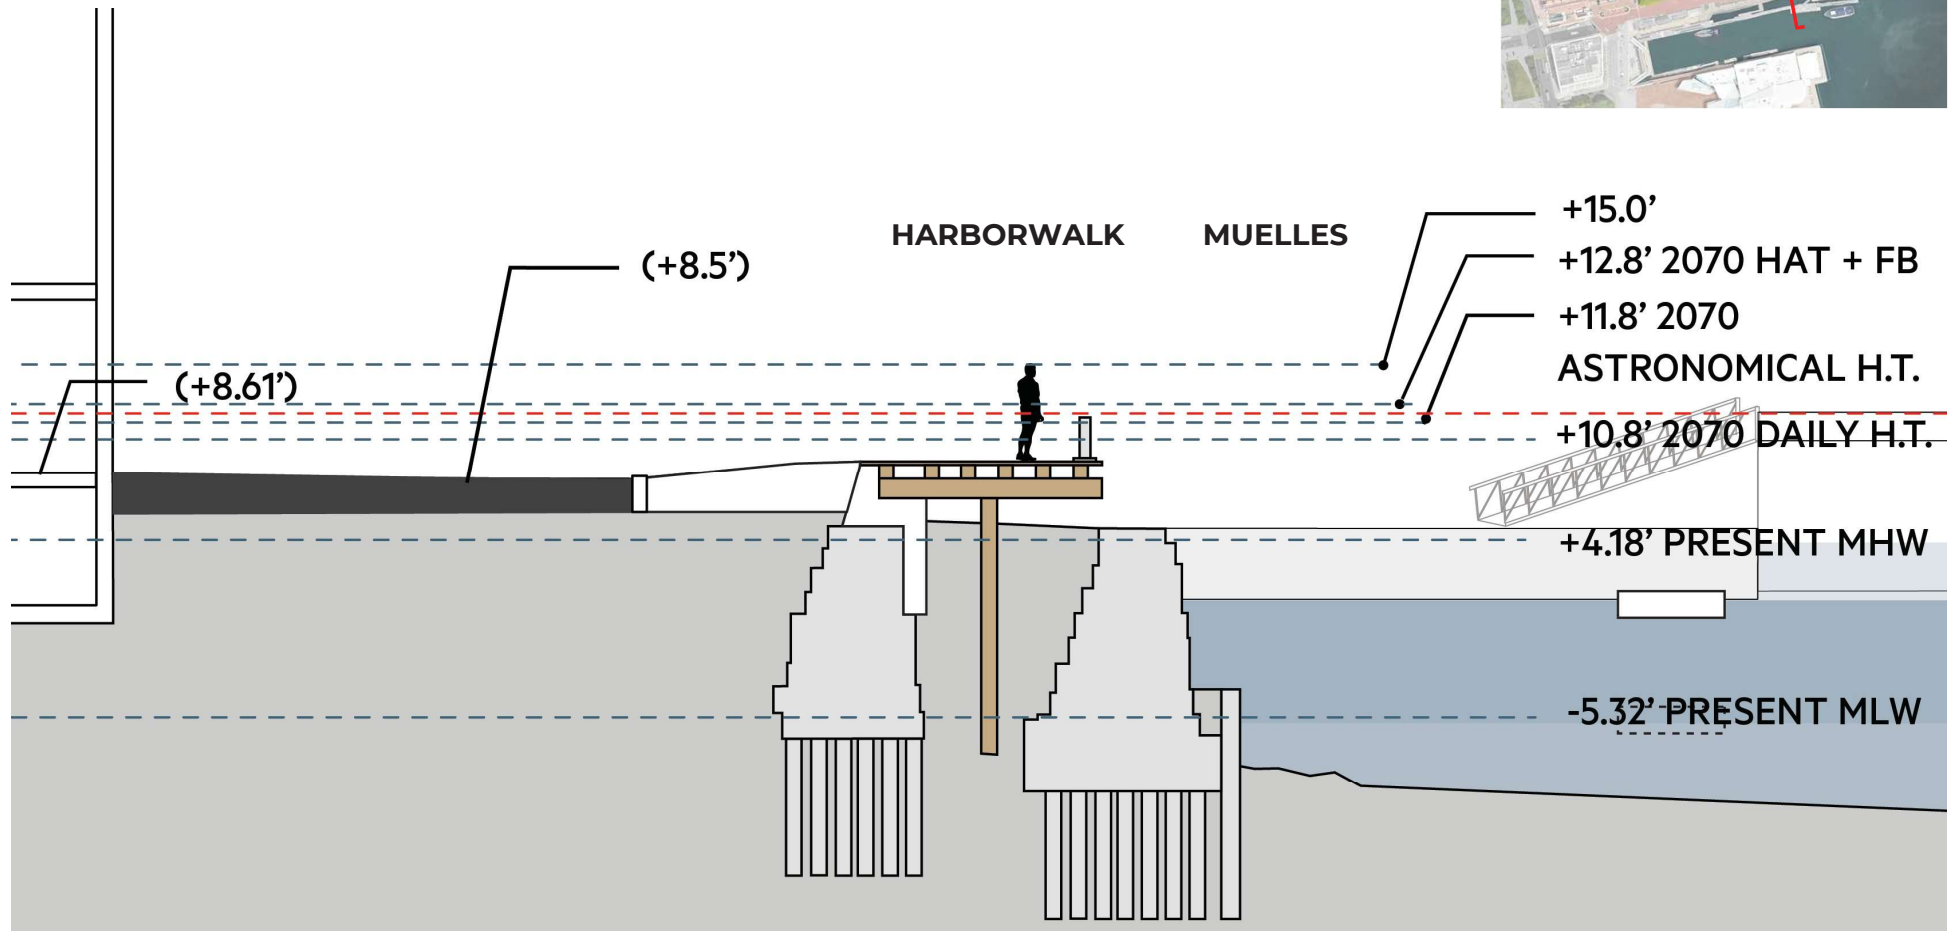 +15.0’
HARBORWALK MUELLES
+12.8’ 2070 HAT + FB
(+8.5’)
+11.8’ 2070
ASTRONOMICAL H.T.
(+8.61’)
+10.8’ 2070 DAILY H.T.
+4.18’ PRESENT MHW
-5.32’ PRESENT MLW